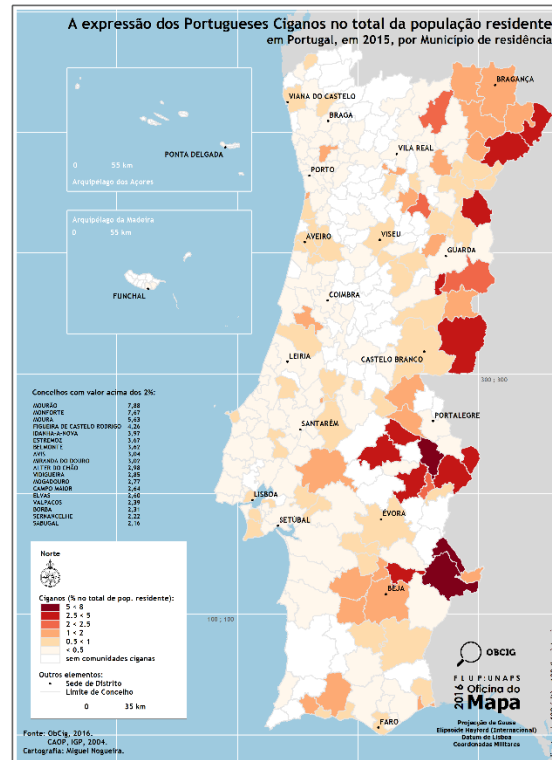 A expressão dos Portugueses Ciganos no total da população residente
em Portugal, em 2015, por Município de residência
BRAGANÇA
VIANA DO CASTELO
BRAGA
VILA REAL
PONTA DELGADA
0 55 km
Arquipélago dos Açores
PORTO
Arquipélago da Madeira
0 55 km
AVEIRO
VISEU
GUARDA
FUNCHAL
COIMBRA
LEIRIA
CASTELO BRANCO
300 ; 300
Concelhos com valor acima dos 2%:
MOURÃO 7,88
MONFORTE 7,67
MOURA 5,63
FIGUEIRA DE CASTELO RODRIGO 4,26
IDANHA-A-NOVA 3,97
ESTREMOZ 3,67
BELMONTE 3,62
AVIS 3,04
MIRANDA DO DOURO 3,02
ALTER DO CHÃO 2,98
VIDIGUEIRA 2,85
MOGADOURO 2,77
CAMPO MAIOR 2,64
ELVAS 2,60
VALPAÇOS 2,39
BORBA 2,31
SERNANCELHE 2,22
SABUGAL 2,16
PORTALEGRE
SANTARÉM
LISBOA
SETÚBAL
ÉVORA
BEJA
100 ; 100
FARO
Norte
Ciganos (% no total de pop. residente):
5 < 8
2.5 < 5
2 < 2.5
1 < 2
0.5 < 1
< 0.5
sem comunidades ciganas
Outros elementos:
Sede de Distrito
Limite de Concelho
0 35 km
Fonte: ObCig, 2016.
CAOP, IGP, 2004.
Cartografia: Miguel Nogueira.
OBCIG
FLUP:UNAPS
2016 Oficina do
Mapa
Projecção de Gauss
Elipsóide Hayford (Internacional)
Datum de Lisboa
Coordenadas Militares